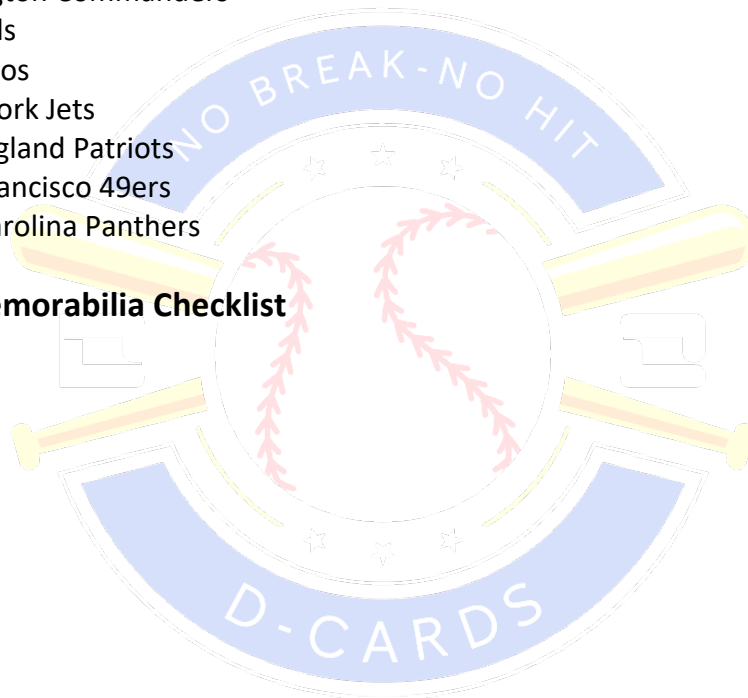 gton Commanders
ls
os
ork Jets
gland Patriots
ancisco 49ers
arolina Panthers
emorabilia Checklist
NO BREAK-NO HIT
D-CARDS